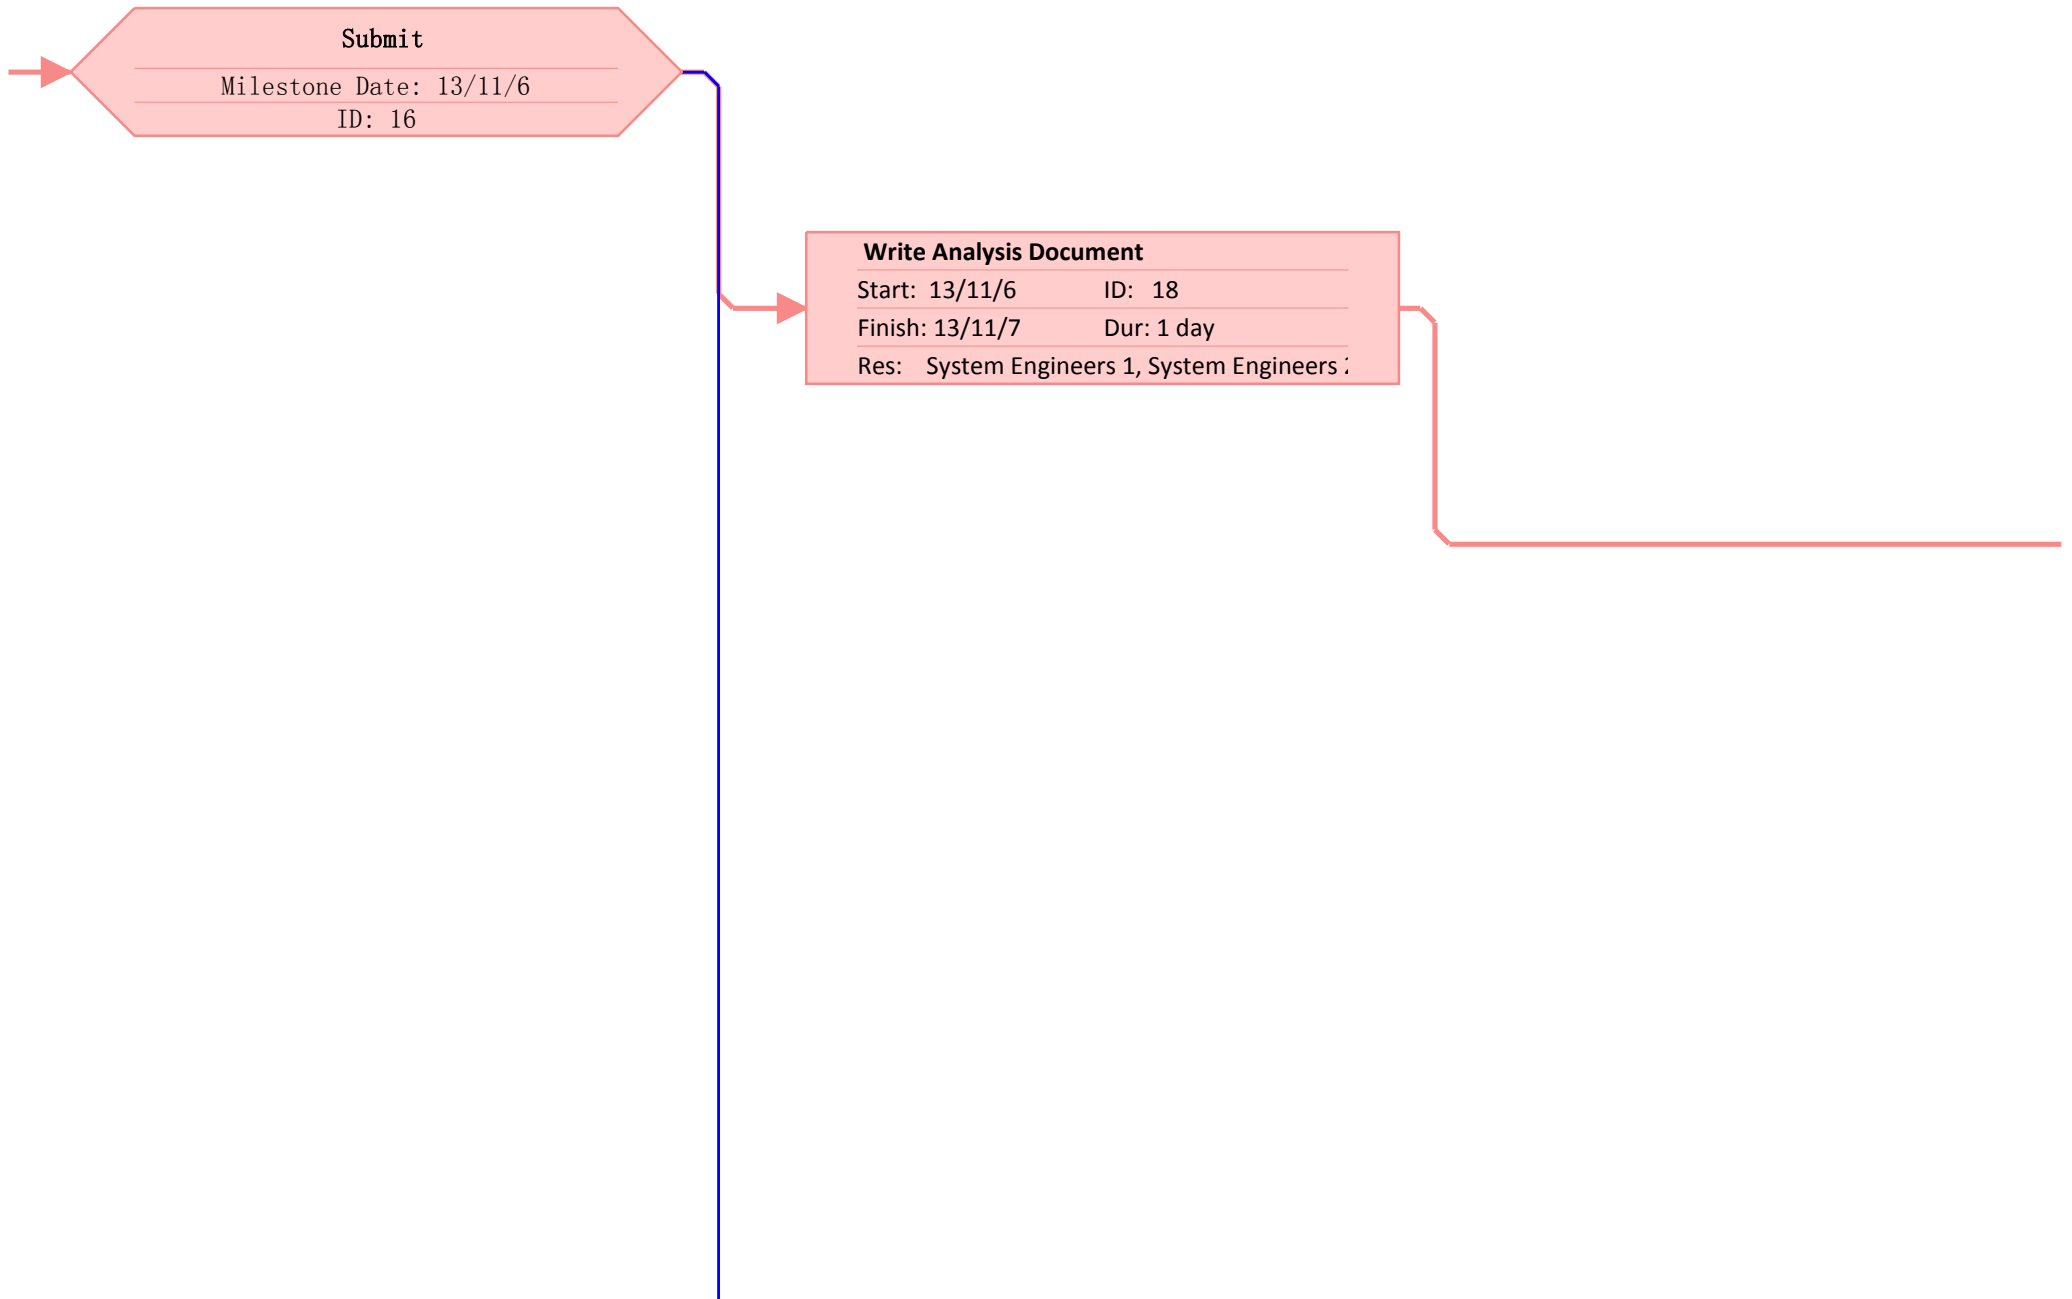 Submit
Milestone Date: 13/11/6
ID: 16
Write Analysis Document
Start: 13/11/6 ID: 18
Finish: 13/11/7 Dur: 1 day
Res: System Engineers 1, System Engineers